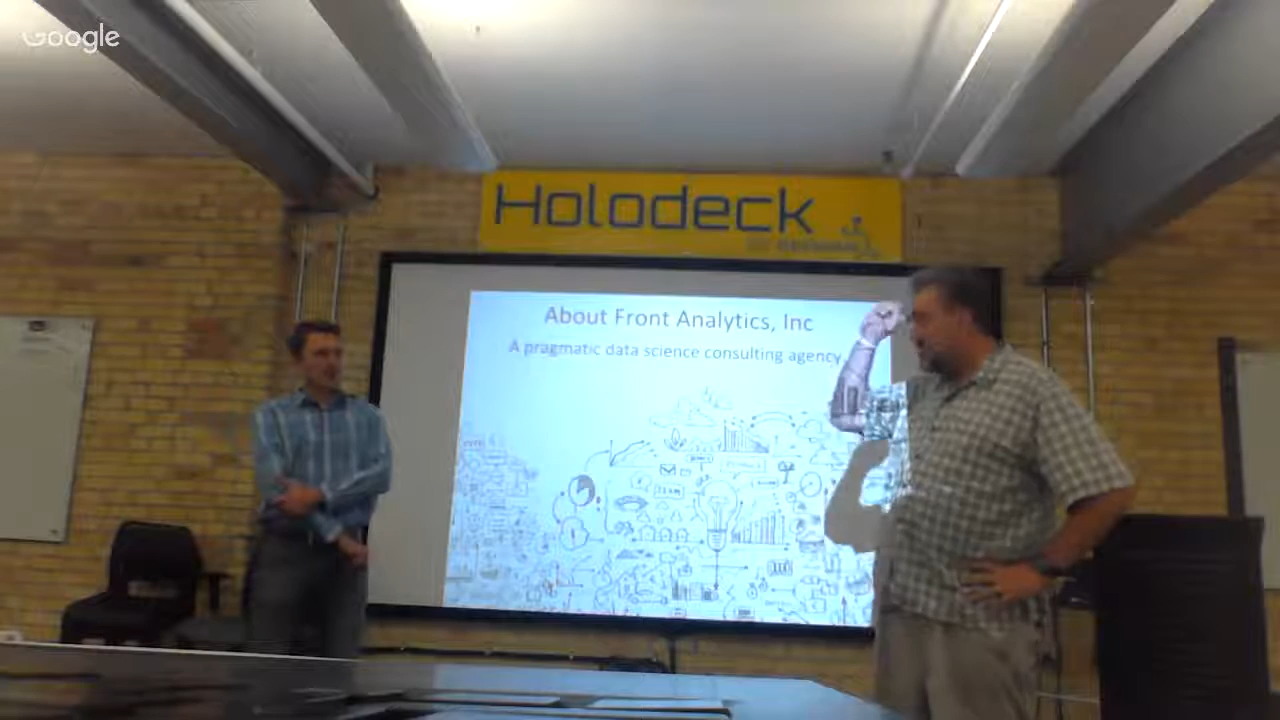 Google
Holodeck
About Front Analytics, Inc
A pragmatic data science consulting agency